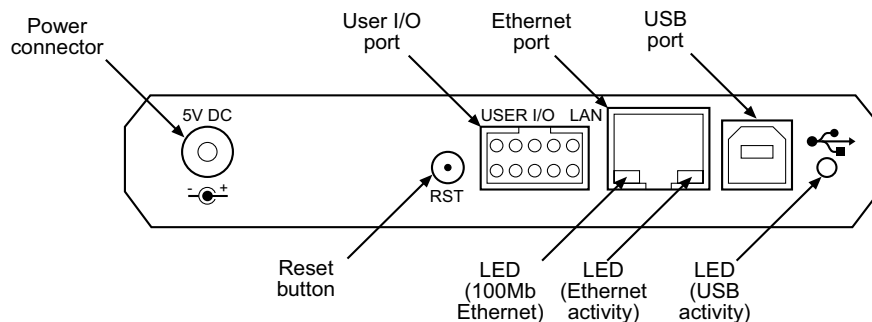 Power
connector
User I/O
port
Ethernet
port
USB
port
5V DC
USER I/O
LAN
- +
RST
Reset
button
LED
(100Mb
Ethernet)
LED
(Ethernet
activity)
LED
(USB
activity)